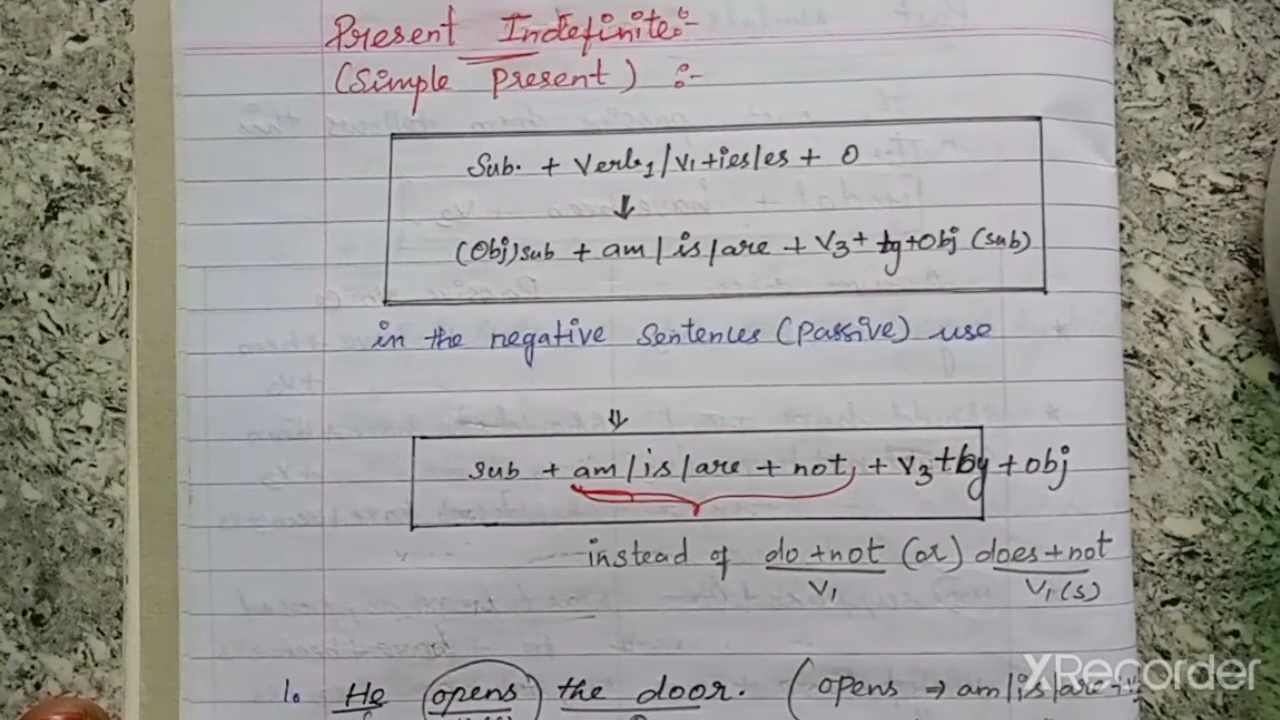 Present Indefinite:-
(Simple present) :-
Sub. + Verb1/V1+ies/es + O
↓
(Obj)sub + am/is/are + V3+ by+Obj (sub)
in the negative sentences (passive) use
↓
sub + am/is/are + not, + V3+by+obj
instead of do+not (or) does+not
V1 V1(s)
1. He opens the door. (opens ⇒ am/is/are
XRecorder